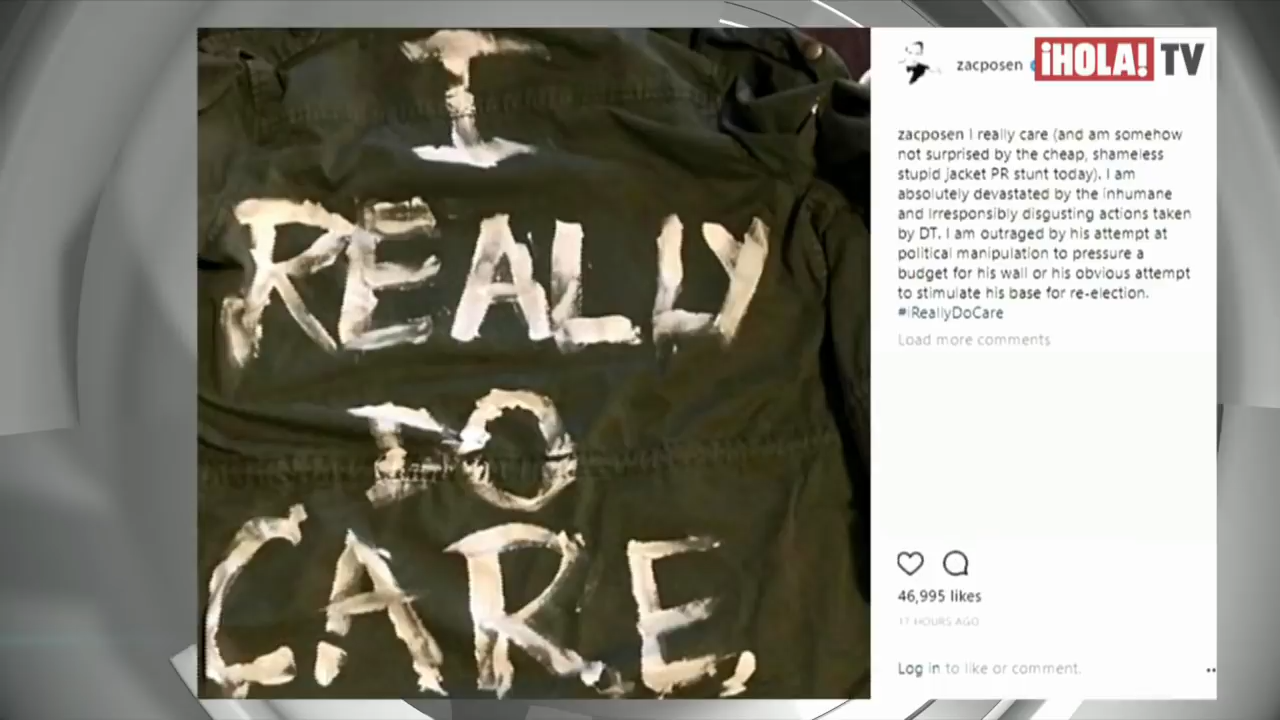 I
REALLY
DO
CARE.
zacposen
¡HOLA! TV
zacposen I really care (and am somehow
not surprised by the cheap, shameless
stupid jacket PR stunt today). I am
absolutely devastated by the inhumane
and irresponsibly disgusting actions taken
by DT. I am outraged by his attempt at
political manipulation to pressure a
budget for his wall or his obvious attempt
to stimulate his base for re-election.
#IReallyDoCare
Load more comments
46,995 likes
17 HOURS AGO
Log in to like or comment.